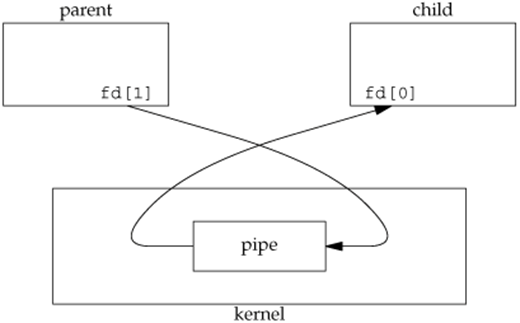 parent
child
fd[1]
fd[0]
pipe
kernel